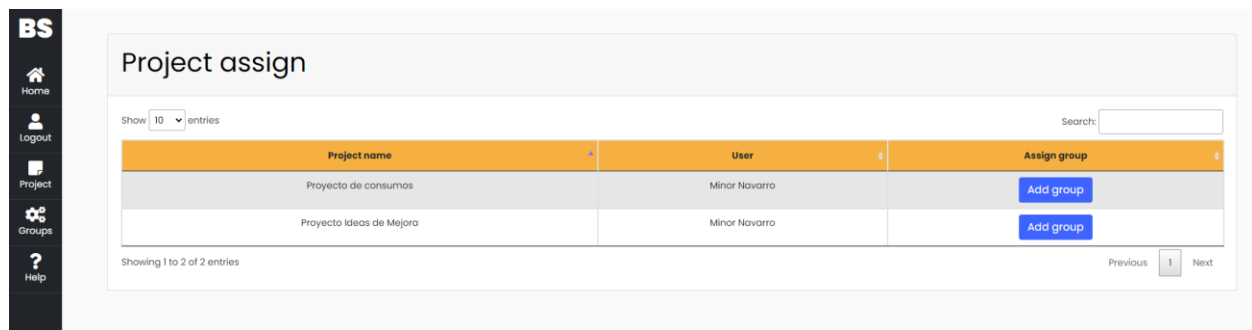 BS
Home
Logout
Project
Groups
Help
Project assign
Show 10 entries
Search:
Project name User Assign group
Proyecto de consumos Minor Navarro Add group
Proyecto Ideas de Mejora Minor Navarro Add group
Showing 1 to 2 of 2 entries
Previous 1 Next